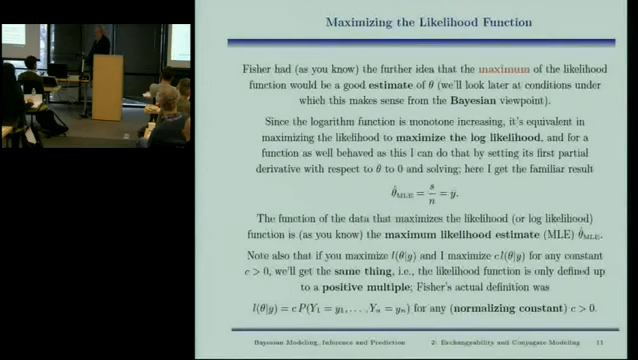 Maximizing the Likelihood Function
Fisher had (as you know) the further idea that the maximum of the likelihood
function would be a good estimate of θ (we'll look later at conditions under
which this makes sense from the Bayesian viewpoint).
Since the logarithm function is monotone increasing, it's equivalent in
maximizing the likelihood to maximize the log likelihood, and for a
function as well behaved as this I can do that by setting its first partial
derivative with respect to θ to 0 and solving; here I get the familiar result
θ̂MLE = s/n = ȳ.
The function of the data that maximizes the likelihood (or log likelihood)
function is (as you know) the maximum likelihood estimate (MLE) θ̂MLE.
Note also that if you maximize l(θ|y) and I maximize c l(θ|y) for any constant
c > 0, we'll get the same thing, i.e., the likelihood function is only defined up
to a positive multiple; Fisher's actual definition was
l(θ|y) = c P(Y1 = y1, . . . , Yn = yn) for any (normalizing constant) c > 0.
Bayesian Modeling, Inference and Prediction 2: Exchangeability and Conjugate Modeling 11